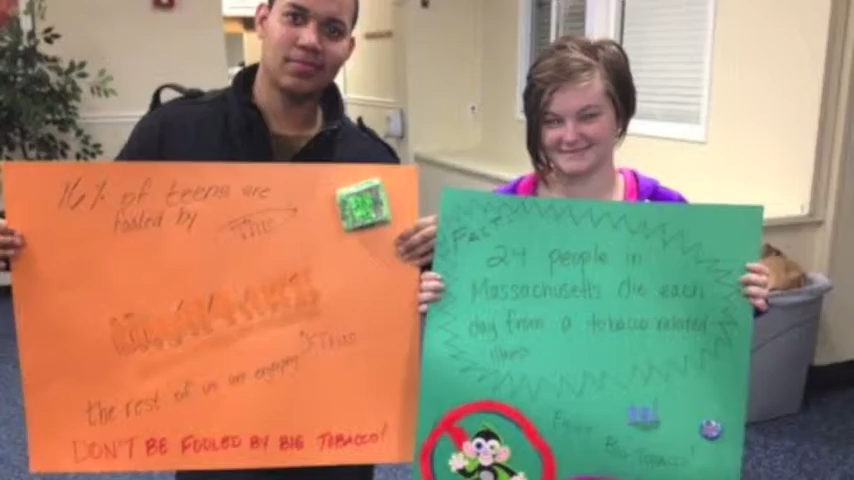 16% of teens are
fooled by This
This
the rest of us are enjoying
DON'T BE FOOLED BY BIG TOBACCO!
FACT
24 people in
Massachusetts die each
day from a tobacco related
illness
Fight
Big Tobacco!